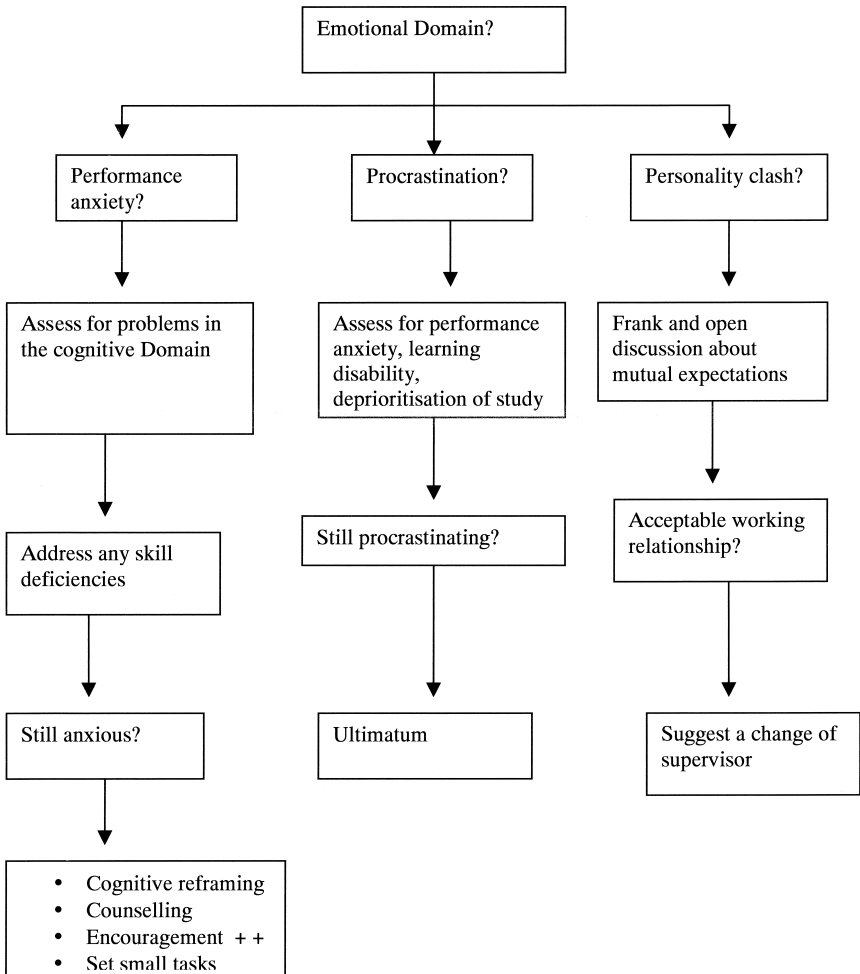 Emotional Domain?
Performance
anxiety?
Procrastination?
Personality clash?
Assess for problems in
the cognitive Domain
Assess for performance
anxiety, learning
disability,
deprioritisation of study
Frank and open
discussion about
mutual expectations
Address any skill
deficiencies
Still procrastinating?
Acceptable working
relationship?
Still anxious?
Ultimatum
Suggest a change of
supervisor
• Cognitive reframing
• Counselling
• Encouragement ++
• Set small tasks